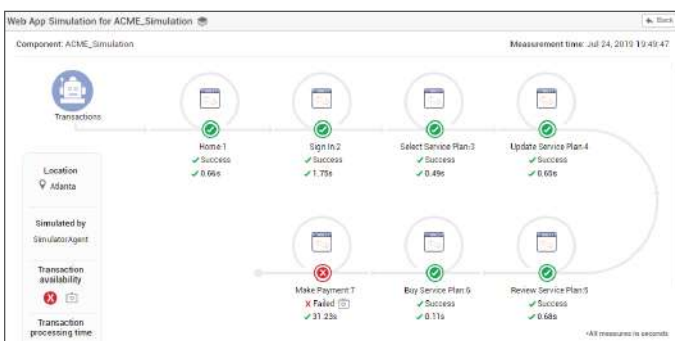 Web App Simulation for ACME_Simulation
Back
Component: ACME_Simulation
Measurement time: Jul 24, 2019 19:49:47
Transactions
Home:1
Success
0.66s
Sign In:2
Success
1.75s
Select Service Plan:3
Success
0.49s
Update Service Plan:4
Success
0.65s
Location
Atlanta
Simulated by
SimulatorAgent
Transaction
availability
Transaction
processing time
Make Payment:7
X Failed
31.23s
Buy Service Plan:6
Success
0.11s
Review Service Plan:5
Success
0.68s
*All measures in seconds